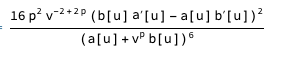 = 16 p² v^(-2+2p) (b[u] a′[u] – a[u] b′[u])² / (a[u] + v^p b[u])⁶